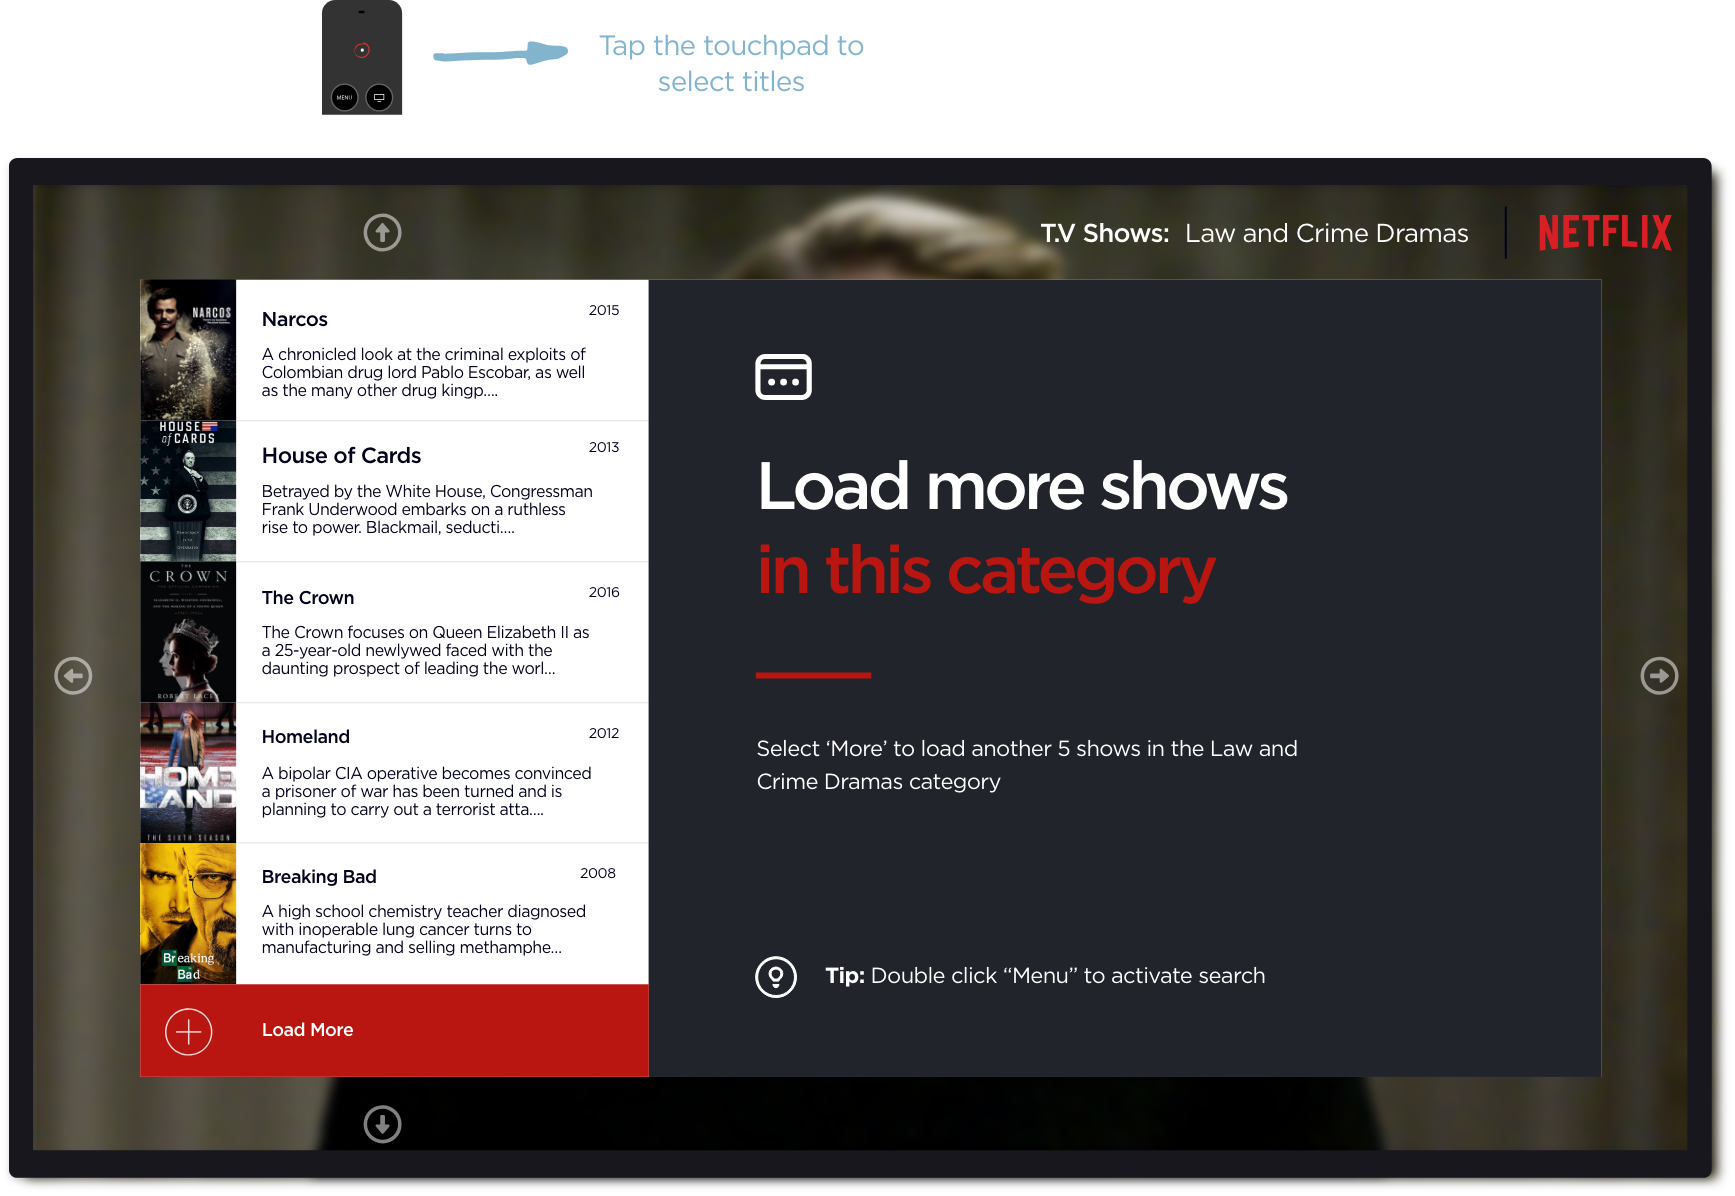 Tap the touchpad to
select titles
MENU
T.V Shows: Law and Crime Dramas
NETFLIX
NARCOS
Narcos
2015
A chronicled look at the criminal exploits of
Colombian drug lord Pablo Escobar, as well
as the many other drug kingp....
HOUSE
of CARDS
House of Cards
2013
Betrayed by the White House, Congressman
Frank Underwood embarks on a ruthless
rise to power. Blackmail, seducti....
THE
CROWN
ROBERT LACEY
The Crown
2016
The Crown focuses on Queen Elizabeth II as
a 25-year-old newlywed faced with the
daunting prospect of leading the worl...
HOME
LAND
THE SIXTH SEASON
Homeland
2012
A bipolar CIA operative becomes convinced
a prisoner of war has been turned and is
planning to carry out a terrorist atta....
Breaking
Bad
Breaking Bad
2008
A high school chemistry teacher diagnosed
with inoperable lung cancer turns to
manufacturing and selling methamphe...
Load More
Load more shows
in this category
Select ‘More’ to load another 5 shows in the Law and
Crime Dramas category
Tip: Double click “Menu” to activate search